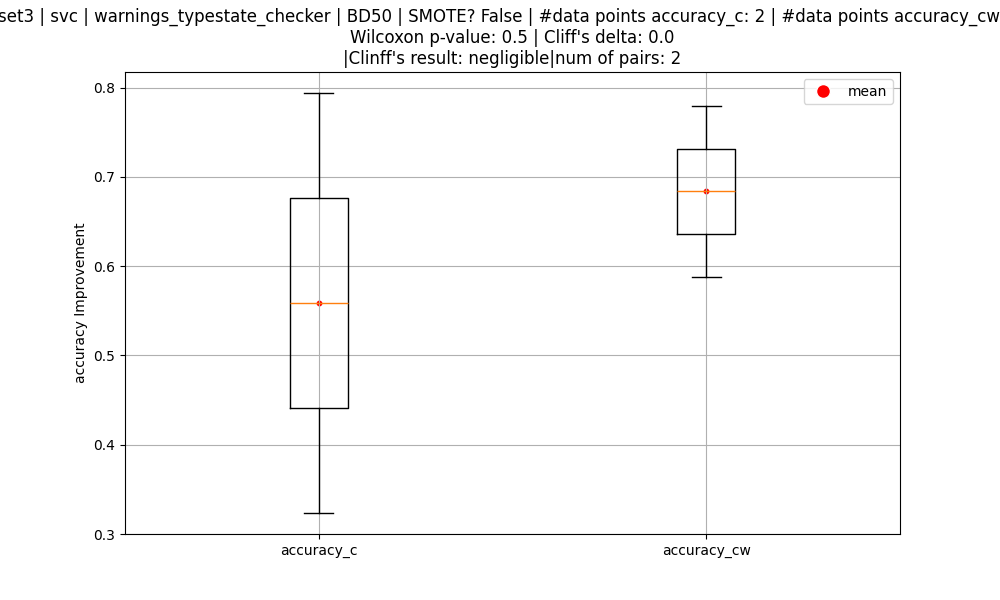 set3 | svc | warnings_typestate_checker | BD50 | SMOTE? False | #data points accuracy_c: 2 | #data points accuracy_cw
Wilcoxon p-value: 0.5 | Cliff's delta: 0.0
|Clinff's result: negligible|num of pairs: 2
mean
accuracy Improvement
0.8
0.7
0.6
0.5
0.4
0.3
accuracy_c
accuracy_cw